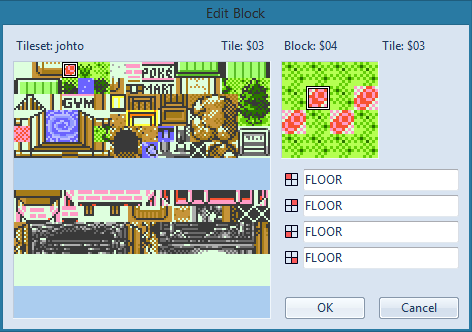 Edit Block
Tileset: johto Tile: $03 Block: $04 Tile: $03
POKé
MART
GYM
FLOOR
FLOOR
FLOOR
FLOOR
OK Cancel